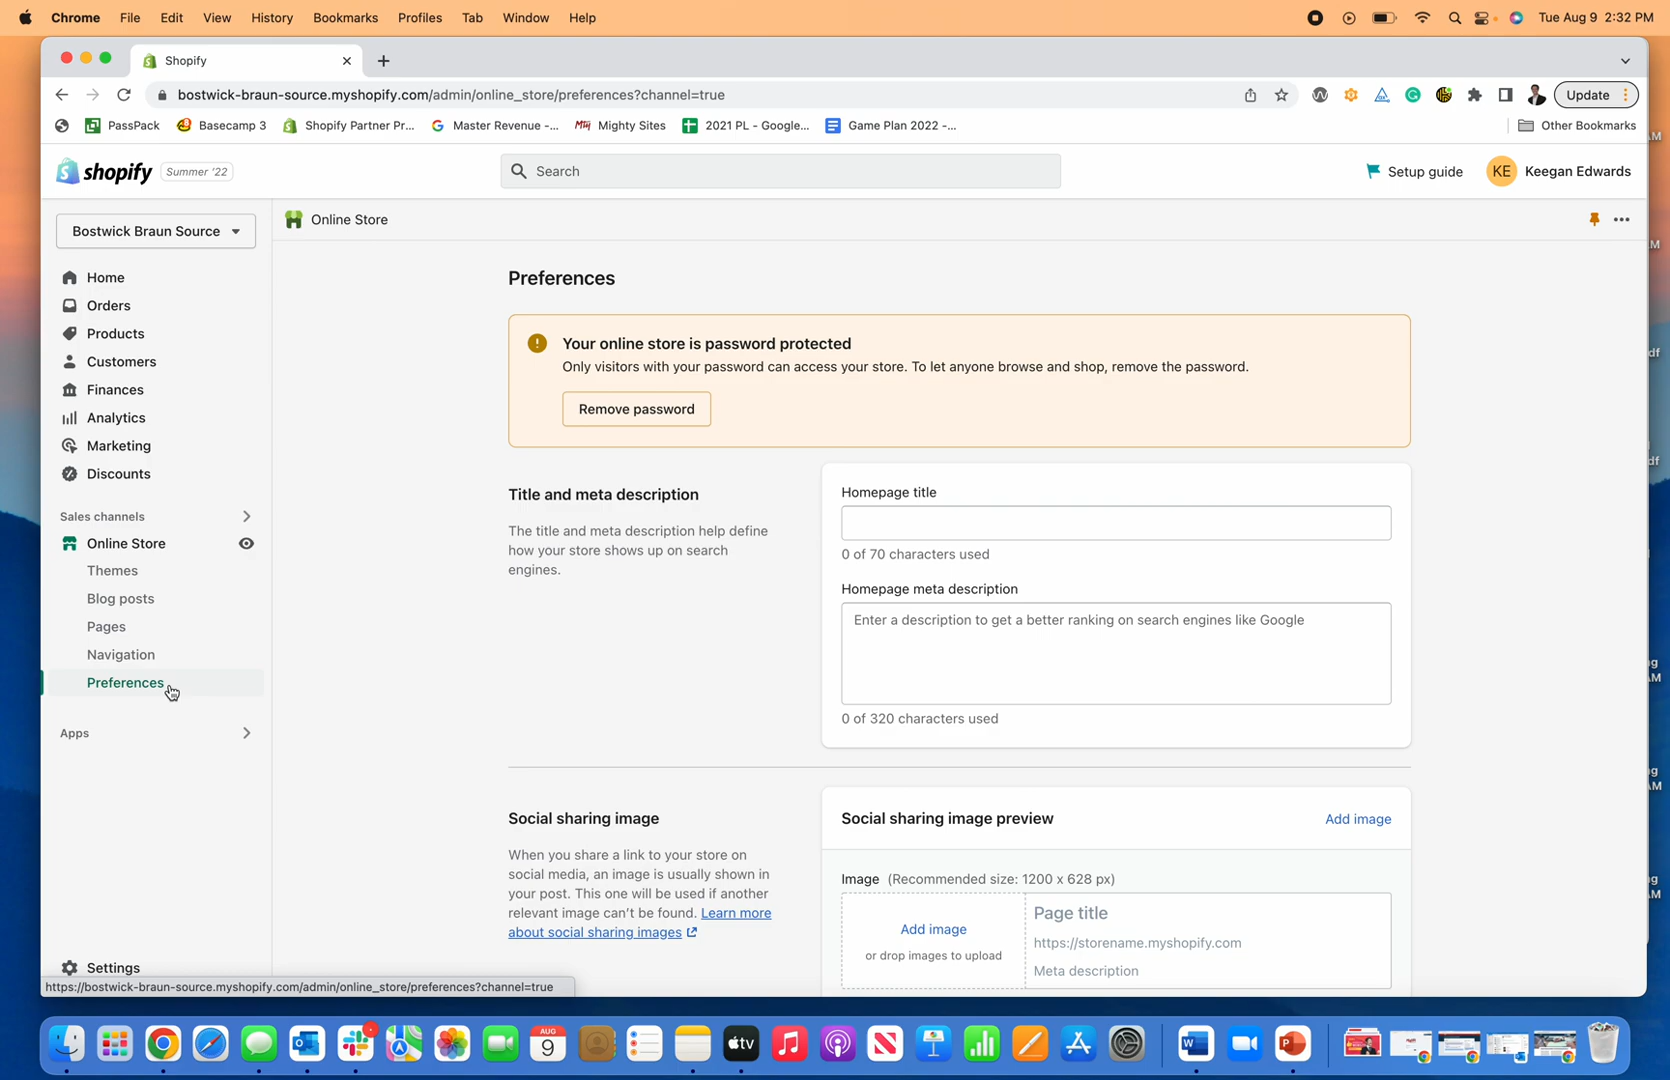 Chrome File Edit View History Bookmarks Profiles Tab Window Help Tue Aug 9 2:32 PM
Shopify
bostwick-braun-source.myshopify.com/admin/online_store/preferences?channel=true Update
PassPack Basecamp 3 Shopify Partner Pr... Master Revenue -... Mighty Sites 2021 PL - Google... Game Plan 2022 -... Other Bookmarks
shopify Summer '22 Search Setup guide KE Keegan Edwards
Bostwick Braun Source
Online Store
Home
Orders
Products
Customers
Finances
Analytics
Marketing
Discounts
Sales channels
Online Store
Themes
Blog posts
Pages
Navigation
Preferences
Apps
Settings
Preferences
Your online store is password protected
Only visitors with your password can access your store. To let anyone browse and shop, remove the password.
Remove password
Title and meta description
The title and meta description help define
how your store shows up on search
engines.
Homepage title
0 of 70 characters used
Homepage meta description
Enter a description to get a better ranking on search engines like Google
0 of 320 characters used
Social sharing image
When you share a link to your store on
social media, an image is usually shown in
your post. This one will be used if another
relevant image can't be found. Learn more
about social sharing images
Social sharing image preview Add image
Image (Recommended size: 1200 x 628 px)
Add image
or drop images to upload
Page title
https://storename.myshopify.com
Meta description
https://bostwick-braun-source.myshopify.com/admin/online_store/preferences?channel=true
AUG
9
tv